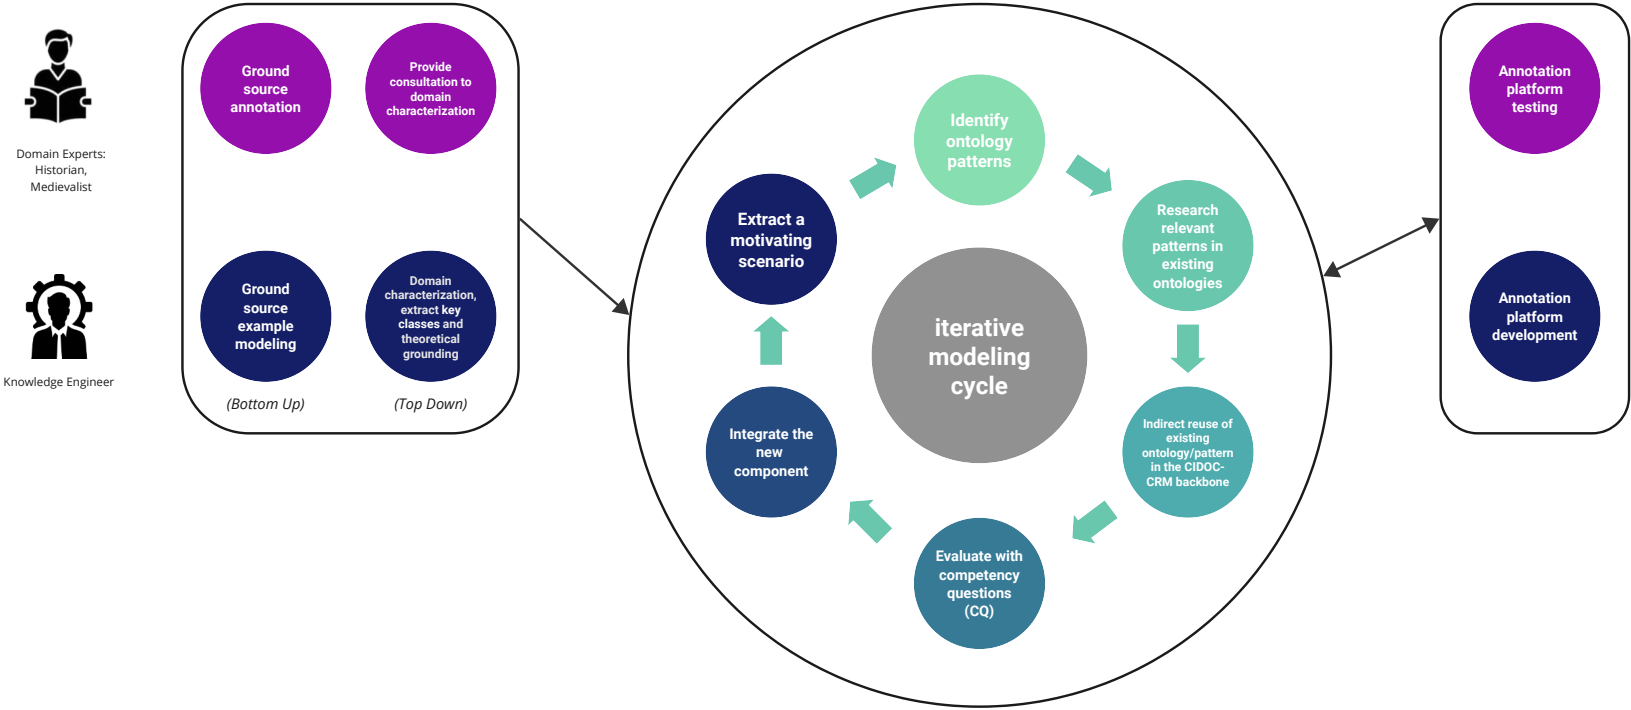 Domain Experts:
Historian,
Medievalist
Knowledge Engineer
Ground
source
annotation
Provide
consultation to
domain
characterization
Ground
source
example
modeling
Domain
characterization,
extract key
classes and
theoretical
grounding
(Bottom Up)
(Top Down)
Identify
ontology
patterns
Research
relevant
patterns in
existing
ontologies
Indirect reuse of
existing
ontology/pattern
in the CIDOC-
CRM backbone
Evaluate with
competency
questions
(CQ)
Integrate the
new
component
Extract a
motivating
scenario
iterative
modeling
cycle
Annotation
platform
testing
Annotation
platform
development